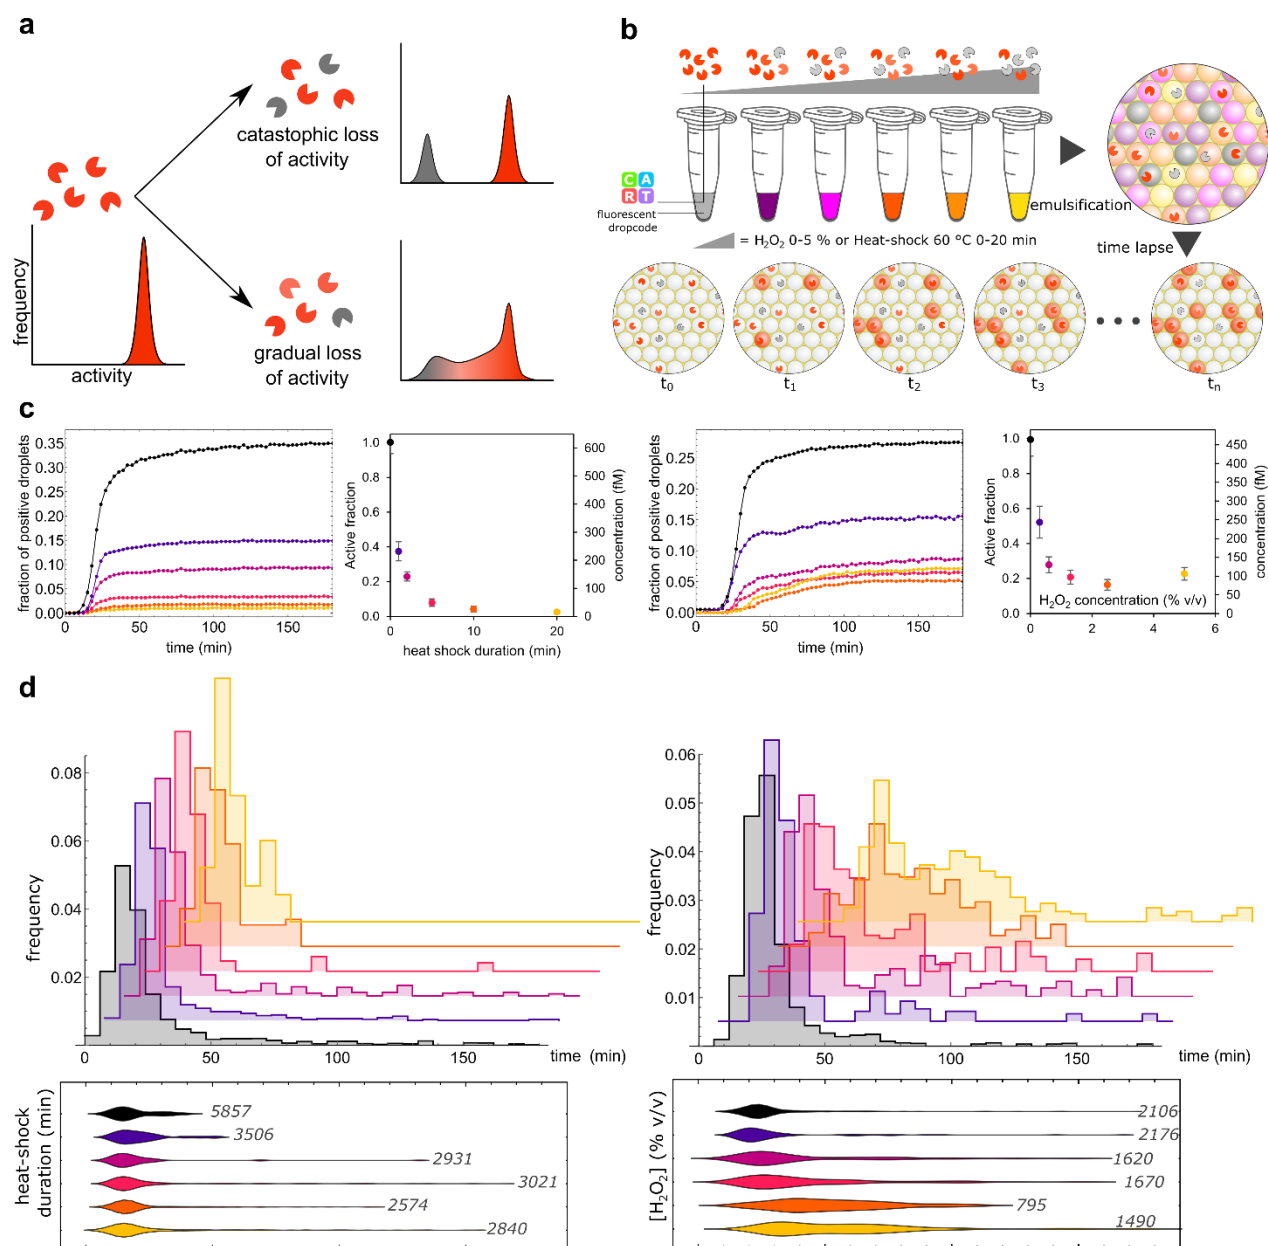 a
catastophic loss
of activity
frequency
activity
gradual loss
of activity
b
C A
R T
fluorescent
dropcode
emulsification
= H₂O₂ 0-5 % or Heat-shock 60 °C 0-20 min
time lapse
t₀
t₁
t₂
t₃
tₙ
c
fraction of positive droplets
0.35
0.30
0.25
0.20
0.15
0.10
0.05
0.00
0
50
100
150
time (min)
Active fraction
1.0
0.8
0.6
0.4
0.2
0.0
0
10
20
heat shock duration (min)
600
500
400
300
200
100
0
concentration (fM)
fraction of positive droplets
0.25
0.20
0.15
0.10
0.05
0.00
0
50
100
150
time (min)
Active fraction
1.0
0.8
0.6
0.4
0.2
0.0
H₂O₂ concentration (% v/v)
0
2
4
6
450
400
350
300
250
200
150
100
50
0
concentration (fM)
d
frequency
0.08
0.06
0.04
0.02
0
50
100
150
time (min)
frequency
0.06
0.05
0.04
0.03
0.02
0.01
0
50
100
150
time (min)
heat-shock
duration (min)
5857
3506
2931
3021
2574
2840
[H₂O₂] (% v/v)
2106
2176
1620
1670
795
1490